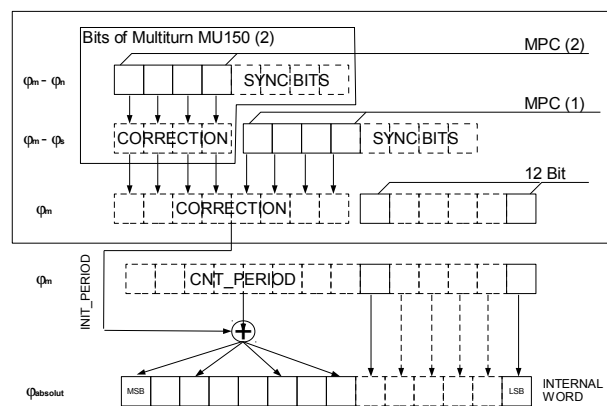 Bits of Multiturn MU150 (2)
MPC (2)
φm - φn
SYNC BITS
MPC (1)
φm - φs
CORRECTION
SYNC BITS
12 Bit
φm
CORRECTION
INIT_PERIOD
φm
CNT_PERIOD
+
φabsolut
MSB
LSB
INTERNAL
WORD